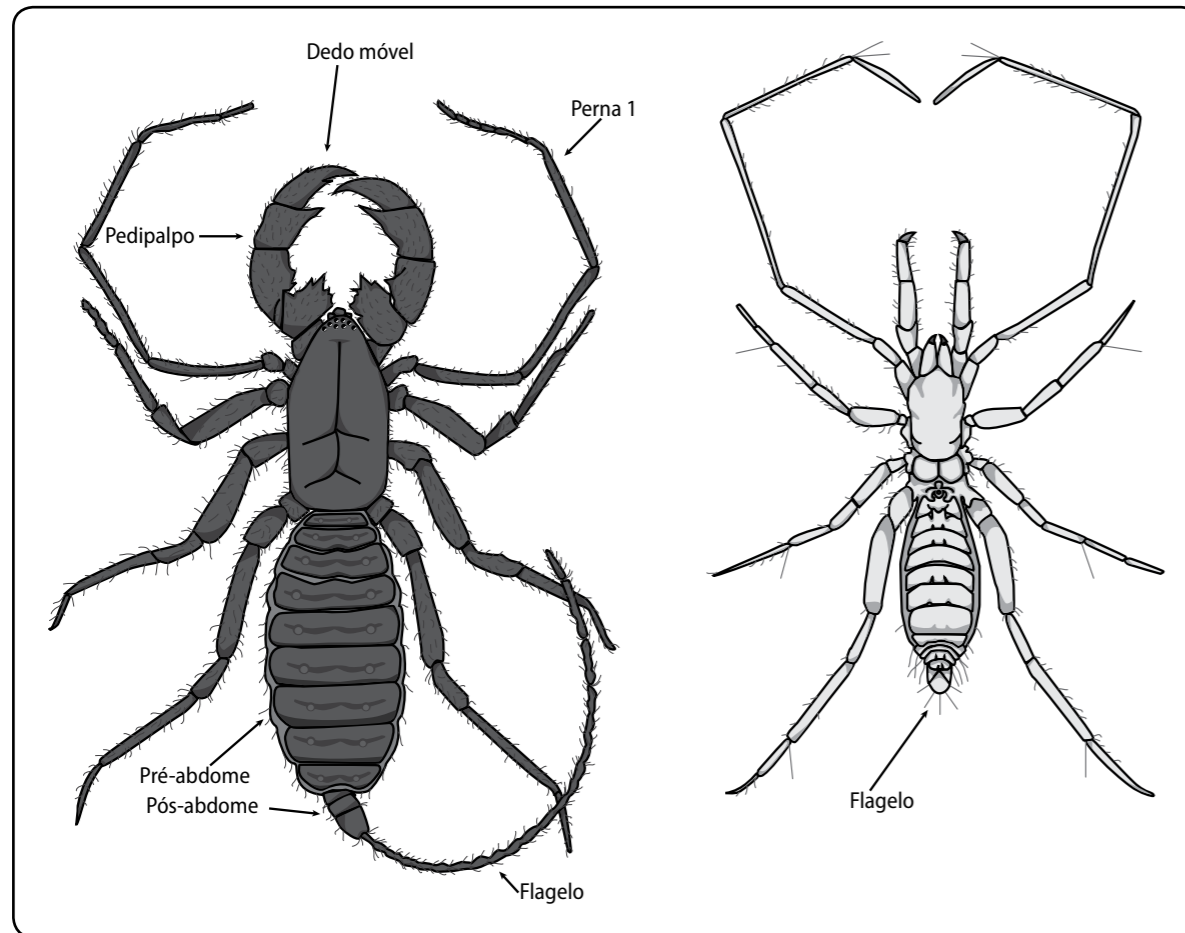 Dedo móvel
Perna 1
Pedipalpo
Pré-abdome
Pós-abdome
Flagelo
Flagelo